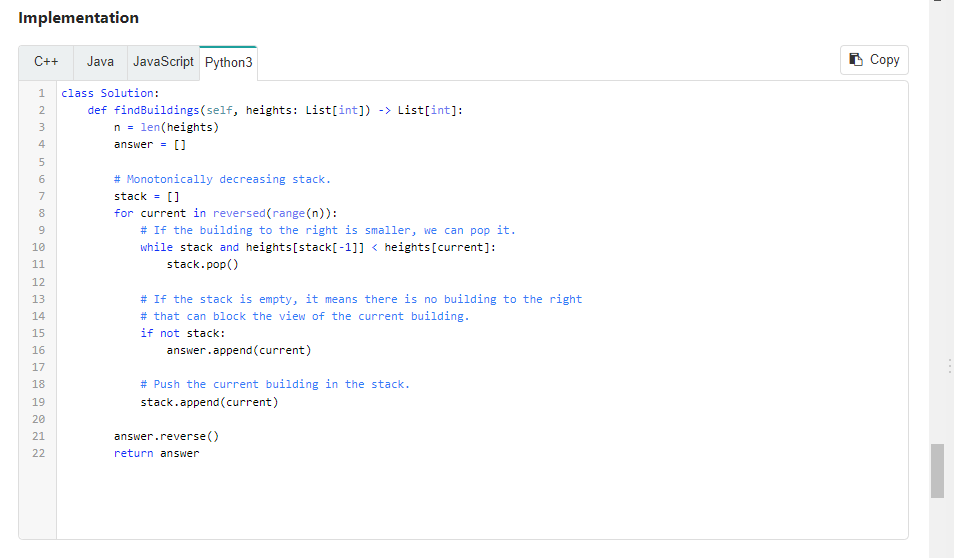 Implementation
C++ Java JavaScript Python3 Copy
1 class Solution:
2     def findBuildings(self, heights: List[int]) -> List[int]:
3         n = len(heights)
4         answer = []
5
6         # Monotonically decreasing stack.
7         stack = []
8         for current in reversed(range(n)):
9             # If the building to the right is smaller, we can pop it.
10             while stack and heights[stack[-1]] < heights[current]:
11                 stack.pop()
12
13             # If the stack is empty, it means there is no building to the right
14             # that can block the view of the current building.
15             if not stack:
16                 answer.append(current)
17
18             # Push the current building in the stack.
19             stack.append(current)
20
21         answer.reverse()
22         return answer